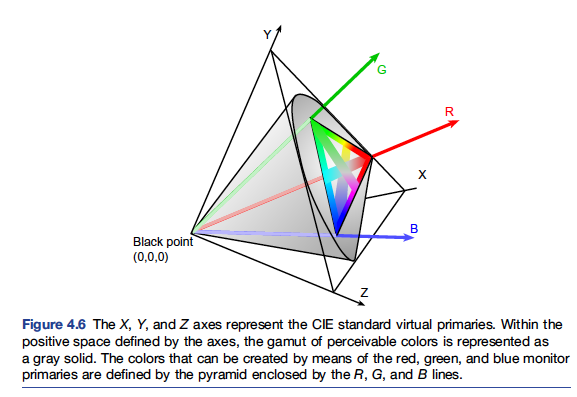 Y
G
R
X
B
Black point
(0,0,0)
Z
Figure 4.6 The X, Y, and Z axes represent the CIE standard virtual primaries. Within the
positive space defined by the axes, the gamut of perceivable colors is represented as
a gray solid. The colors that can be created by means of the red, green, and blue monitor
primaries are defined by the pyramid enclosed by the R, G, and B lines.